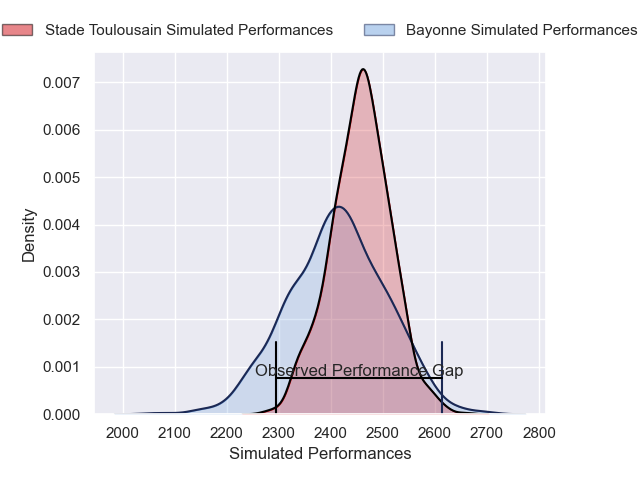 Stade Toulousain Simulated Performances Bayonne Simulated Performances
0.007
0.006
0.005
0.004
0.003
0.002
0.001
0.000
Density
Observed Performance Gap
2000 2100 2200 2300 2400 2500 2600 2700 2800
Simulated Performances